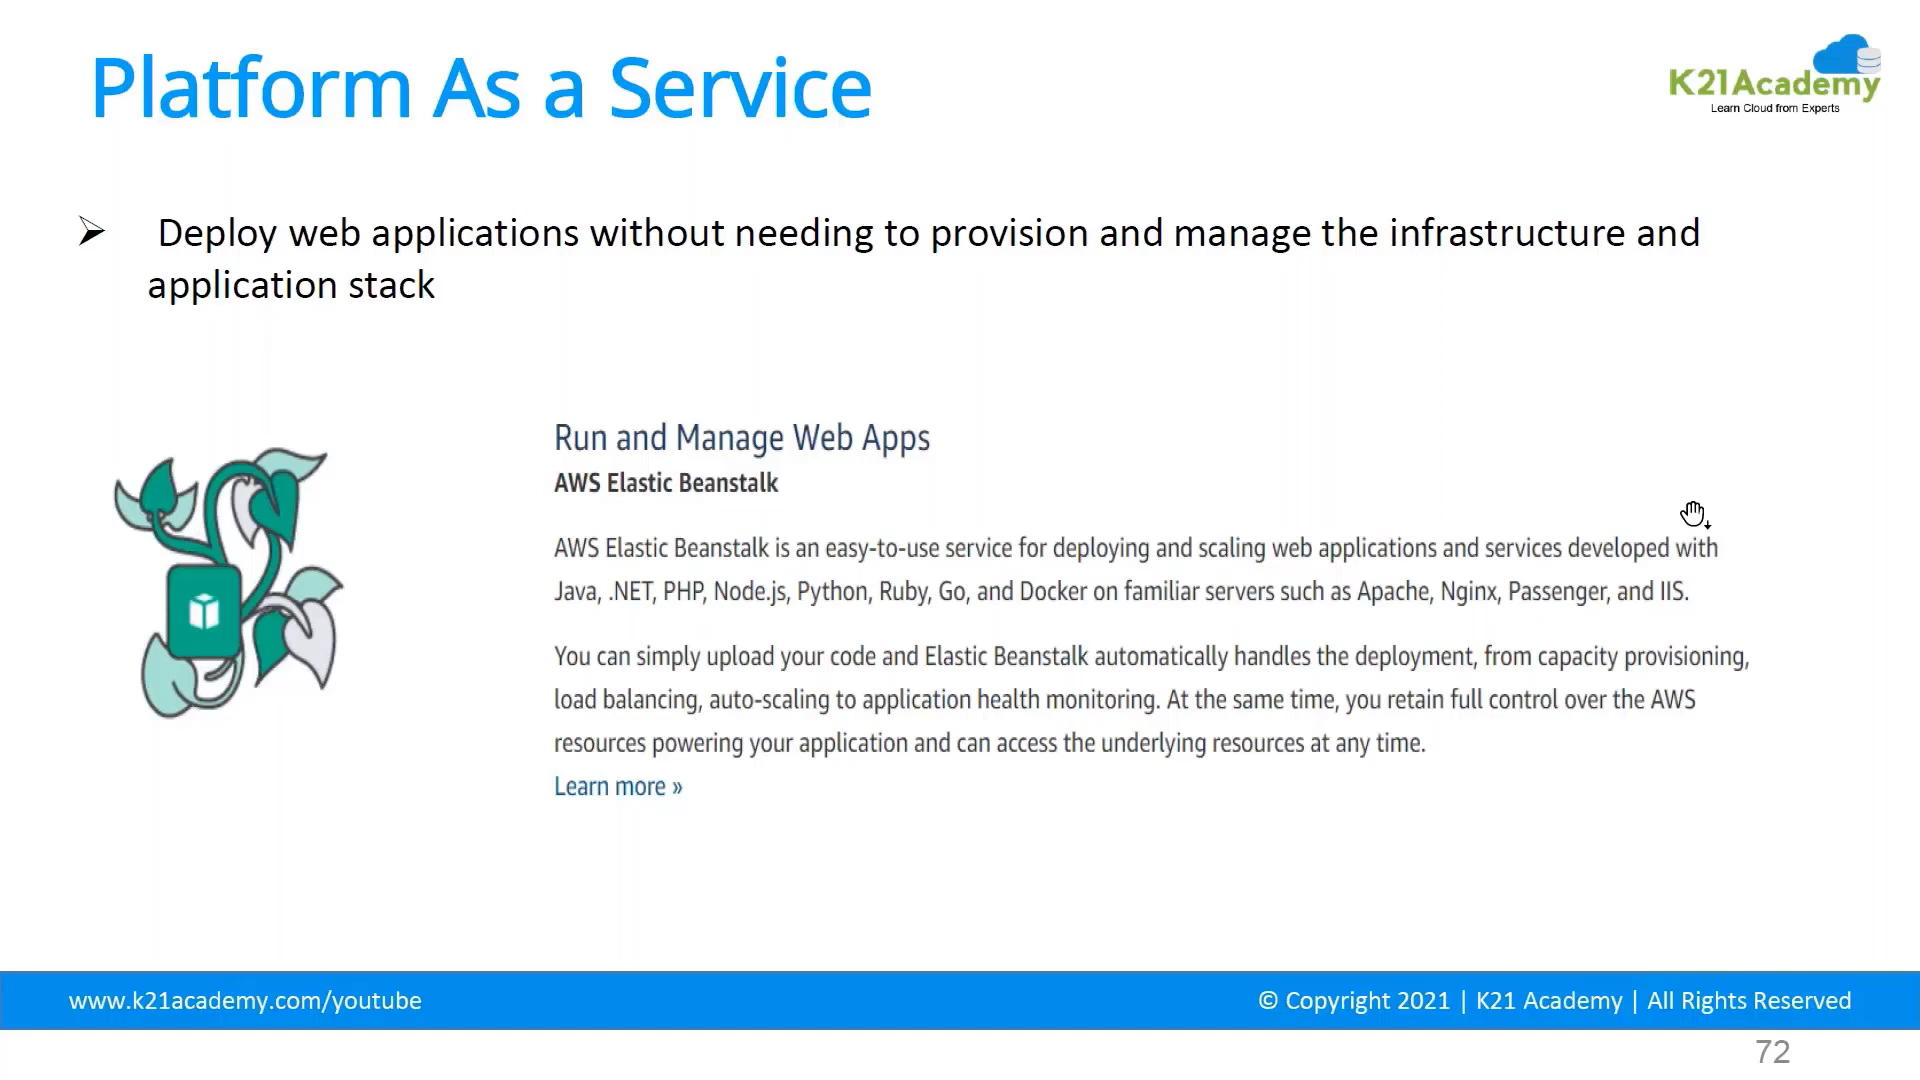 Platform As a Service
K21Academy
Learn Cloud from Experts
Deploy web applications without needing to provision and manage the infrastructure and
application stack
Run and Manage Web Apps
AWS Elastic Beanstalk
AWS Elastic Beanstalk is an easy-to-use service for deploying and scaling web applications and services developed with
Java, .NET, PHP, Node.js, Python, Ruby, Go, and Docker on familiar servers such as Apache, Nginx, Passenger, and IIS.
You can simply upload your code and Elastic Beanstalk automatically handles the deployment, from capacity provisioning,
load balancing, auto-scaling to application health monitoring. At the same time, you retain full control over the AWS
resources powering your application and can access the underlying resources at any time.
Learn more »
www.k21academy.com/youtube
© Copyright 2021 | K21 Academy | All Rights Reserved
72